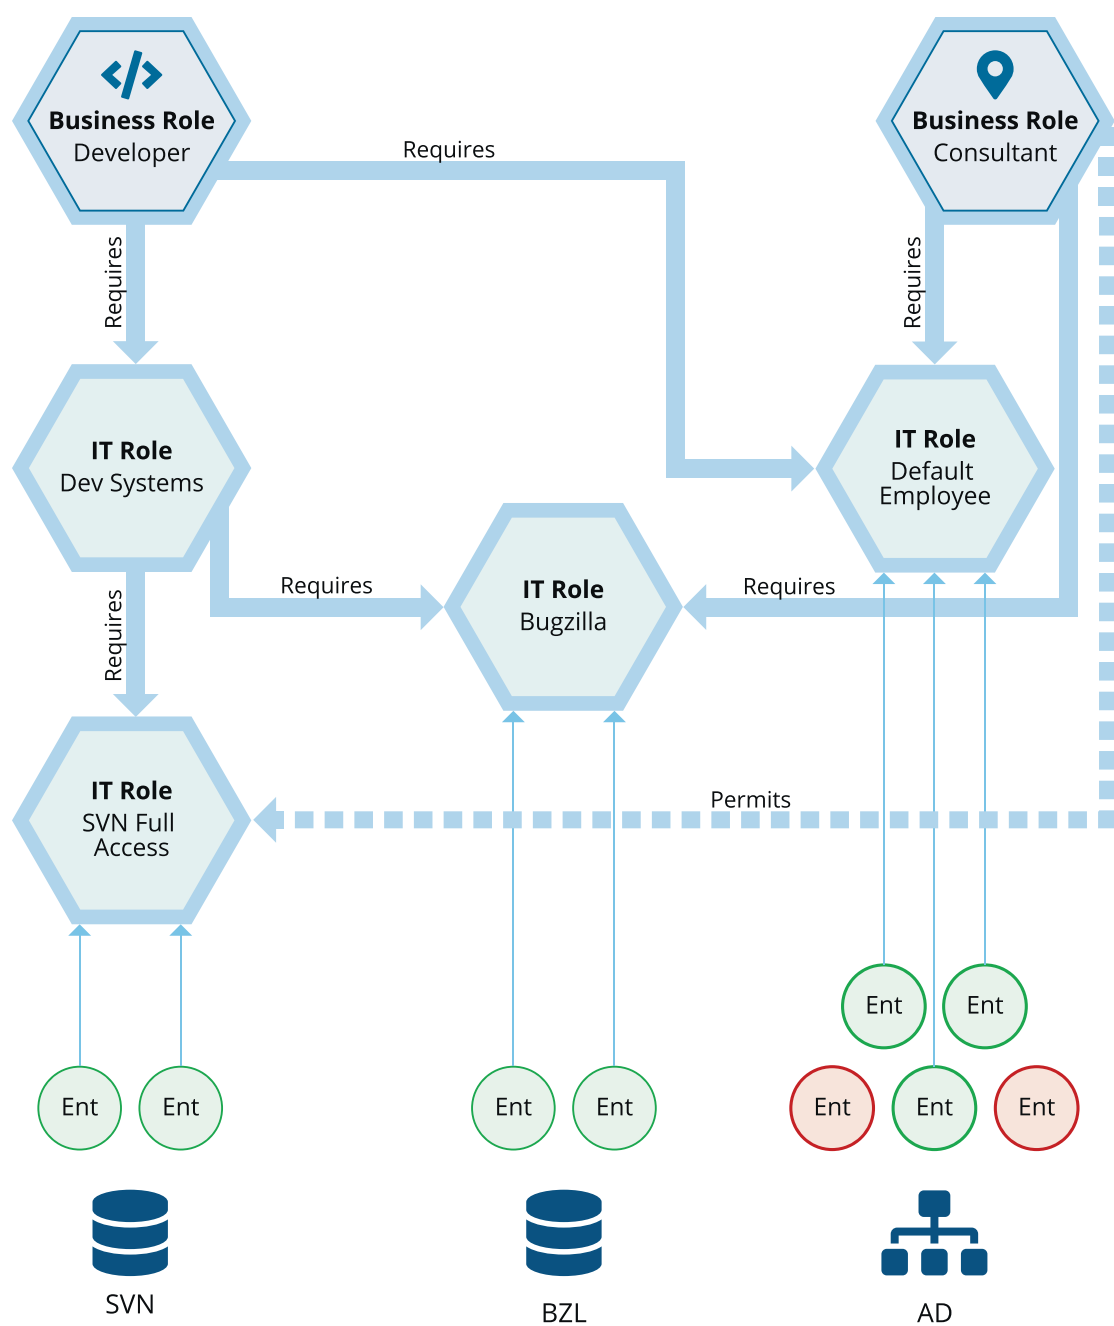 Business Role
Developer
Business Role
Consultant
Requires
Requires
Requires
IT Role
Dev Systems
IT Role
Default
Employee
Requires
Requires
IT Role
Bugzilla
Requires
IT Role
SVN Full
Access
Permits
Ent
Ent
Ent
Ent
Ent
Ent
Ent
Ent
Ent
SVN
BZL
AD